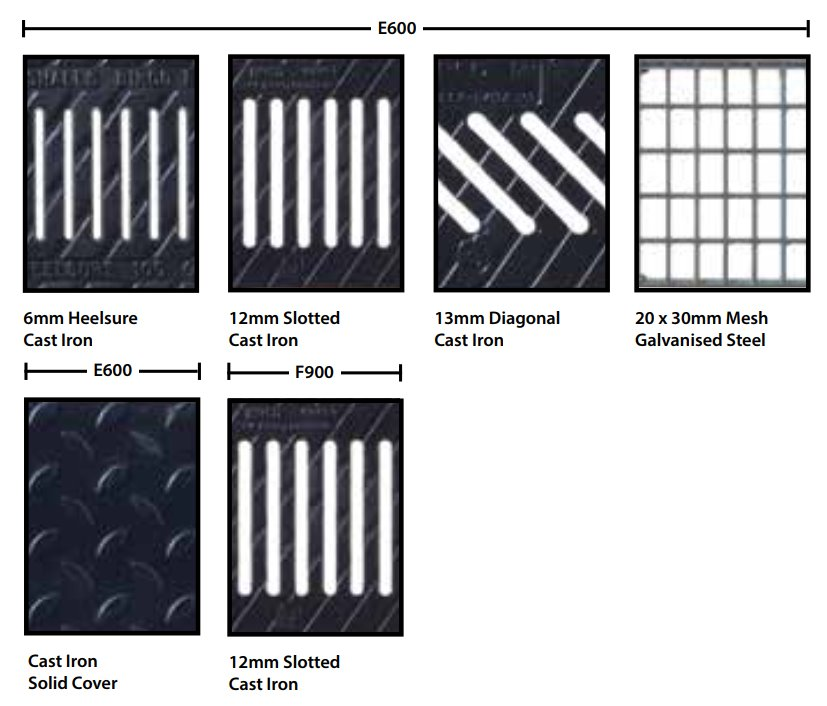 E600
6mm Heelsure
Cast Iron
12mm Slotted
Cast Iron
13mm Diagonal
Cast Iron
20 x 30mm Mesh
Galvanised Steel
E600
F900
Cast Iron
Solid Cover
12mm Slotted
Cast Iron